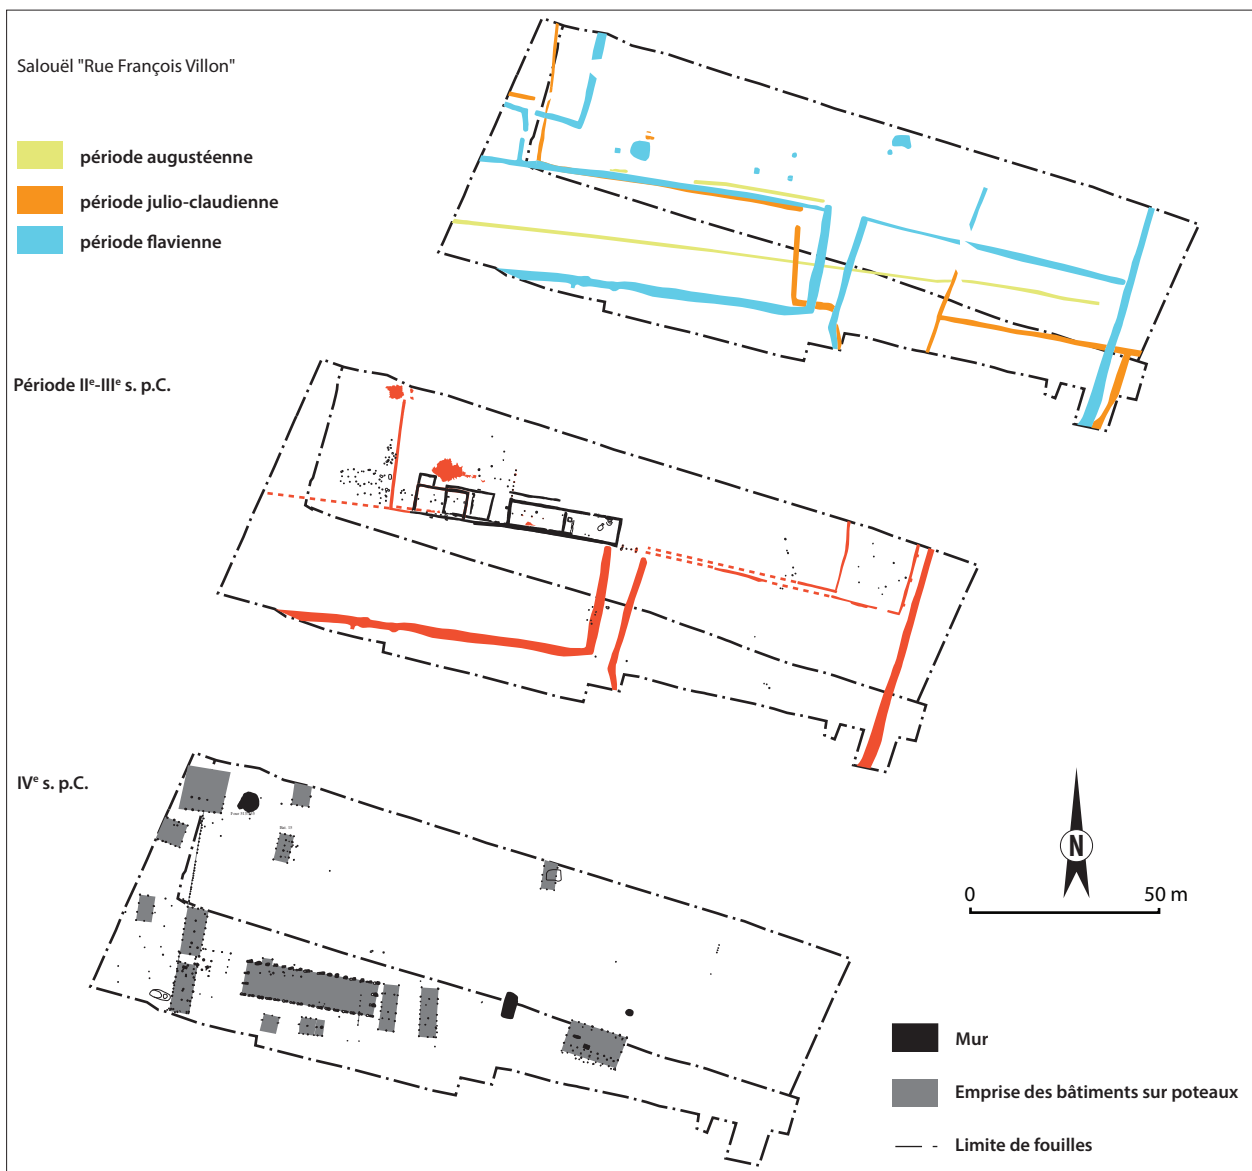 Salouël "Rue François Villon"
période augustéenne
période julio-claudienne
période flavienne
Période IIe-IIIe s. p.C.
IVe s. p.C.
N
0 50 m
Mur
Emprise des bâtiments sur poteaux
Limite de fouilles